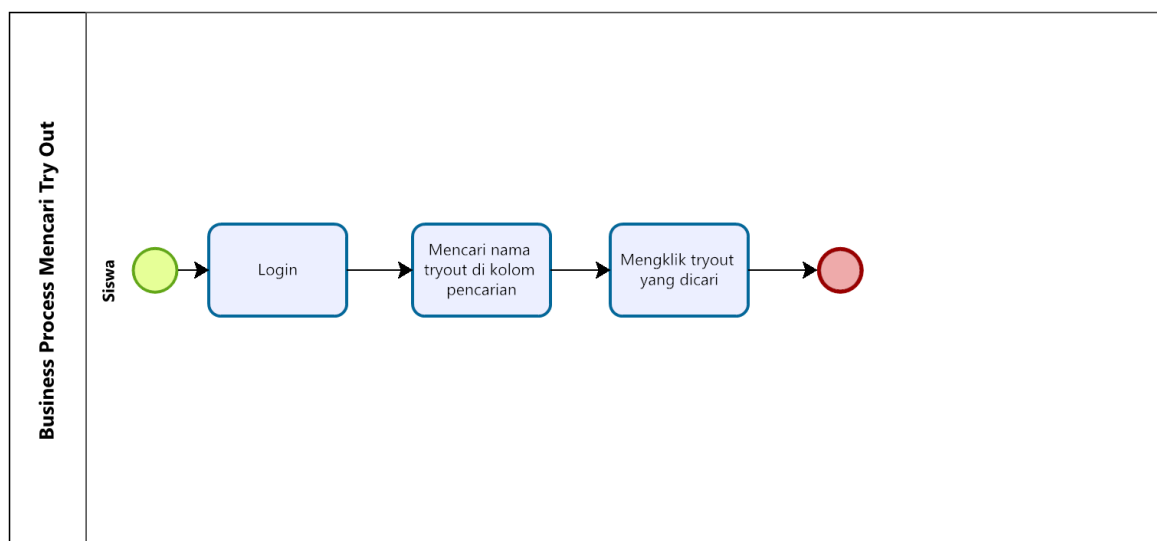 Business Process Mencari Try Out
Siswa
Login
Mencari nama
tryout di kolom
pencarian
Mengklik tryout
yang dicari